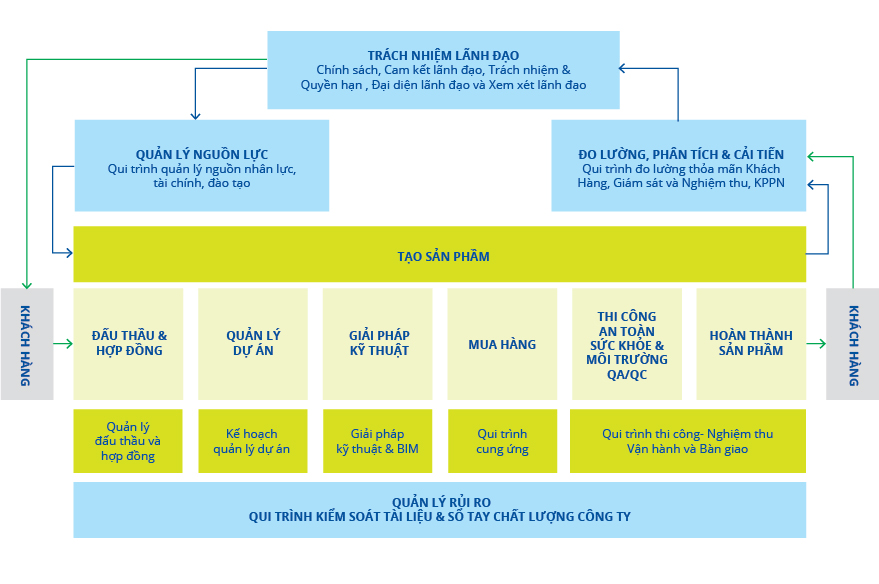 TRÁCH NHIỆM LÃNH ĐẠO
Chính sách, Cam kết lãnh đạo, Trách nhiệm &
Quyền hạn , Đại diện lãnh đạo và Xem xét lãnh đạo
QUẢN LÝ NGUỒN LỰC
Qui trình quản lý nguồn nhân lực,
tài chính, đào tạo
ĐO LƯỜNG, PHÂN TÍCH & CẢI TIẾN
Qui trình đo lường thỏa mãn Khách
Hàng, Giám sát và Nghiệm thu, KPPN
TẠO SẢN PHẨM
KHÁCH HÀNG
ĐẤU THẦU &
HỢP ĐỒNG
QUẢN LÝ
DỰ ÁN
GIẢI PHÁP
KỸ THUẬT
MUA HÀNG
THI CÔNG
AN TOÀN
SỨC KHỎE &
MÔI TRƯỜNG
QA/QC
HOÀN THÀNH
SẢN PHẨM
KHÁCH HÀNG
Quản lý
đấu thầu và
hợp đồng
Kế hoạch
quản lý dự án
Giải pháp
kỹ thuật & BIM
Qui trình
cung ứng
Qui trình thi công- Nghiệm thu
Vận hành và Bàn giao
QUẢN LÝ RỦI RO
QUI TRÌNH KIỂM SOÁT TÀI LIỆU & SỔ TAY CHẤT LƯỢNG CÔNG TY